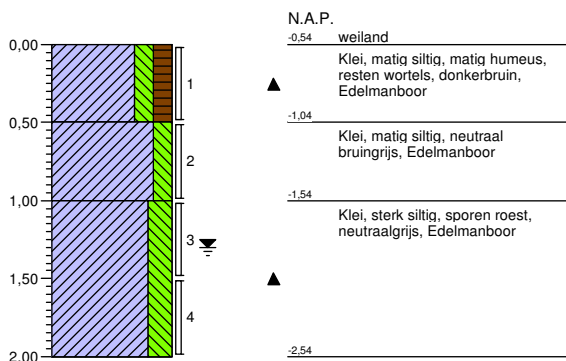 N.A.P.
0,00
-0,54
weiland
Klei, matig siltig, matig humeus,
resten wortels, donkerbruin,
Edelmanboor
1
0,50
-1,04
Klei, matig siltig, neutraal
bruingrijs, Edelmanboor
2
1,00
-1,54
Klei, sterk siltig, sporen roest,
neutraalgrijs, Edelmanboor
3
1,50
4
2,00
-2,54